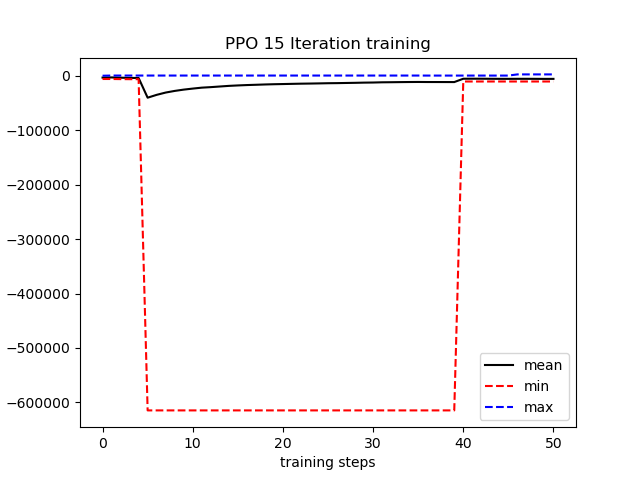 PPO 15 Iteration training
0
−100000
−200000
−300000
−400000
−500000
−600000
mean
min
max
0 10 20 30 40 50
training steps